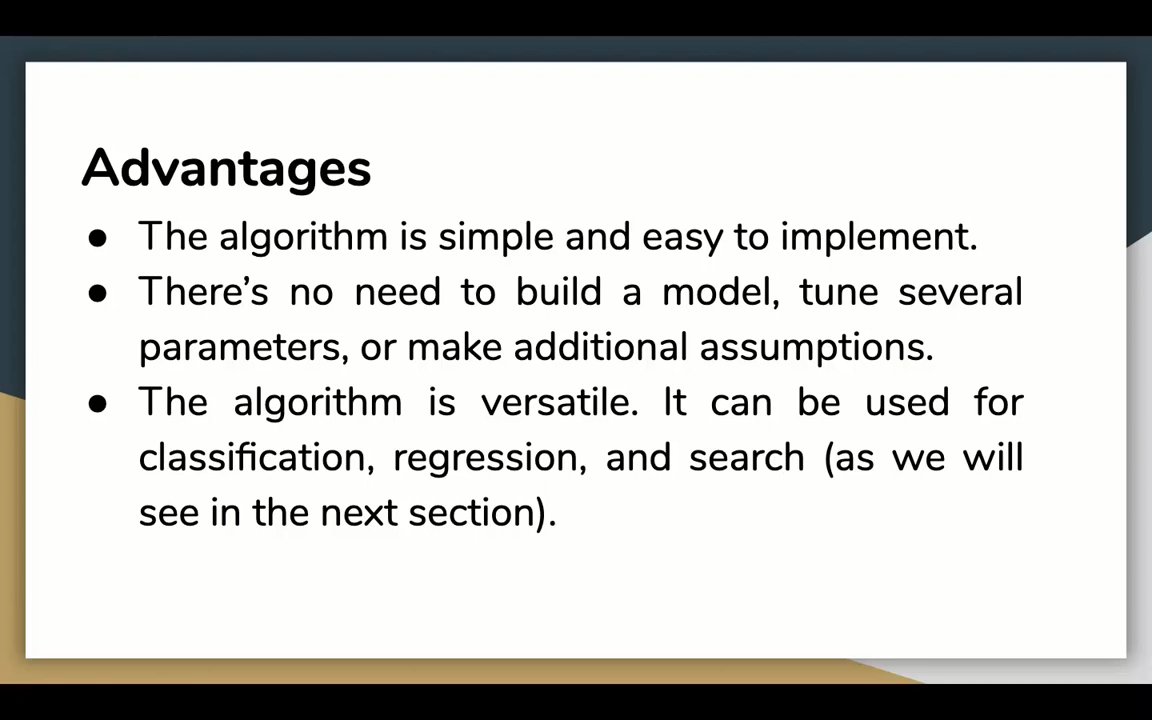 Advantages
● The algorithm is simple and easy to implement.
● There’s no need to build a model, tune several
parameters, or make additional assumptions.
● The algorithm is versatile. It can be used for
classification, regression, and search (as we will
see in the next section).